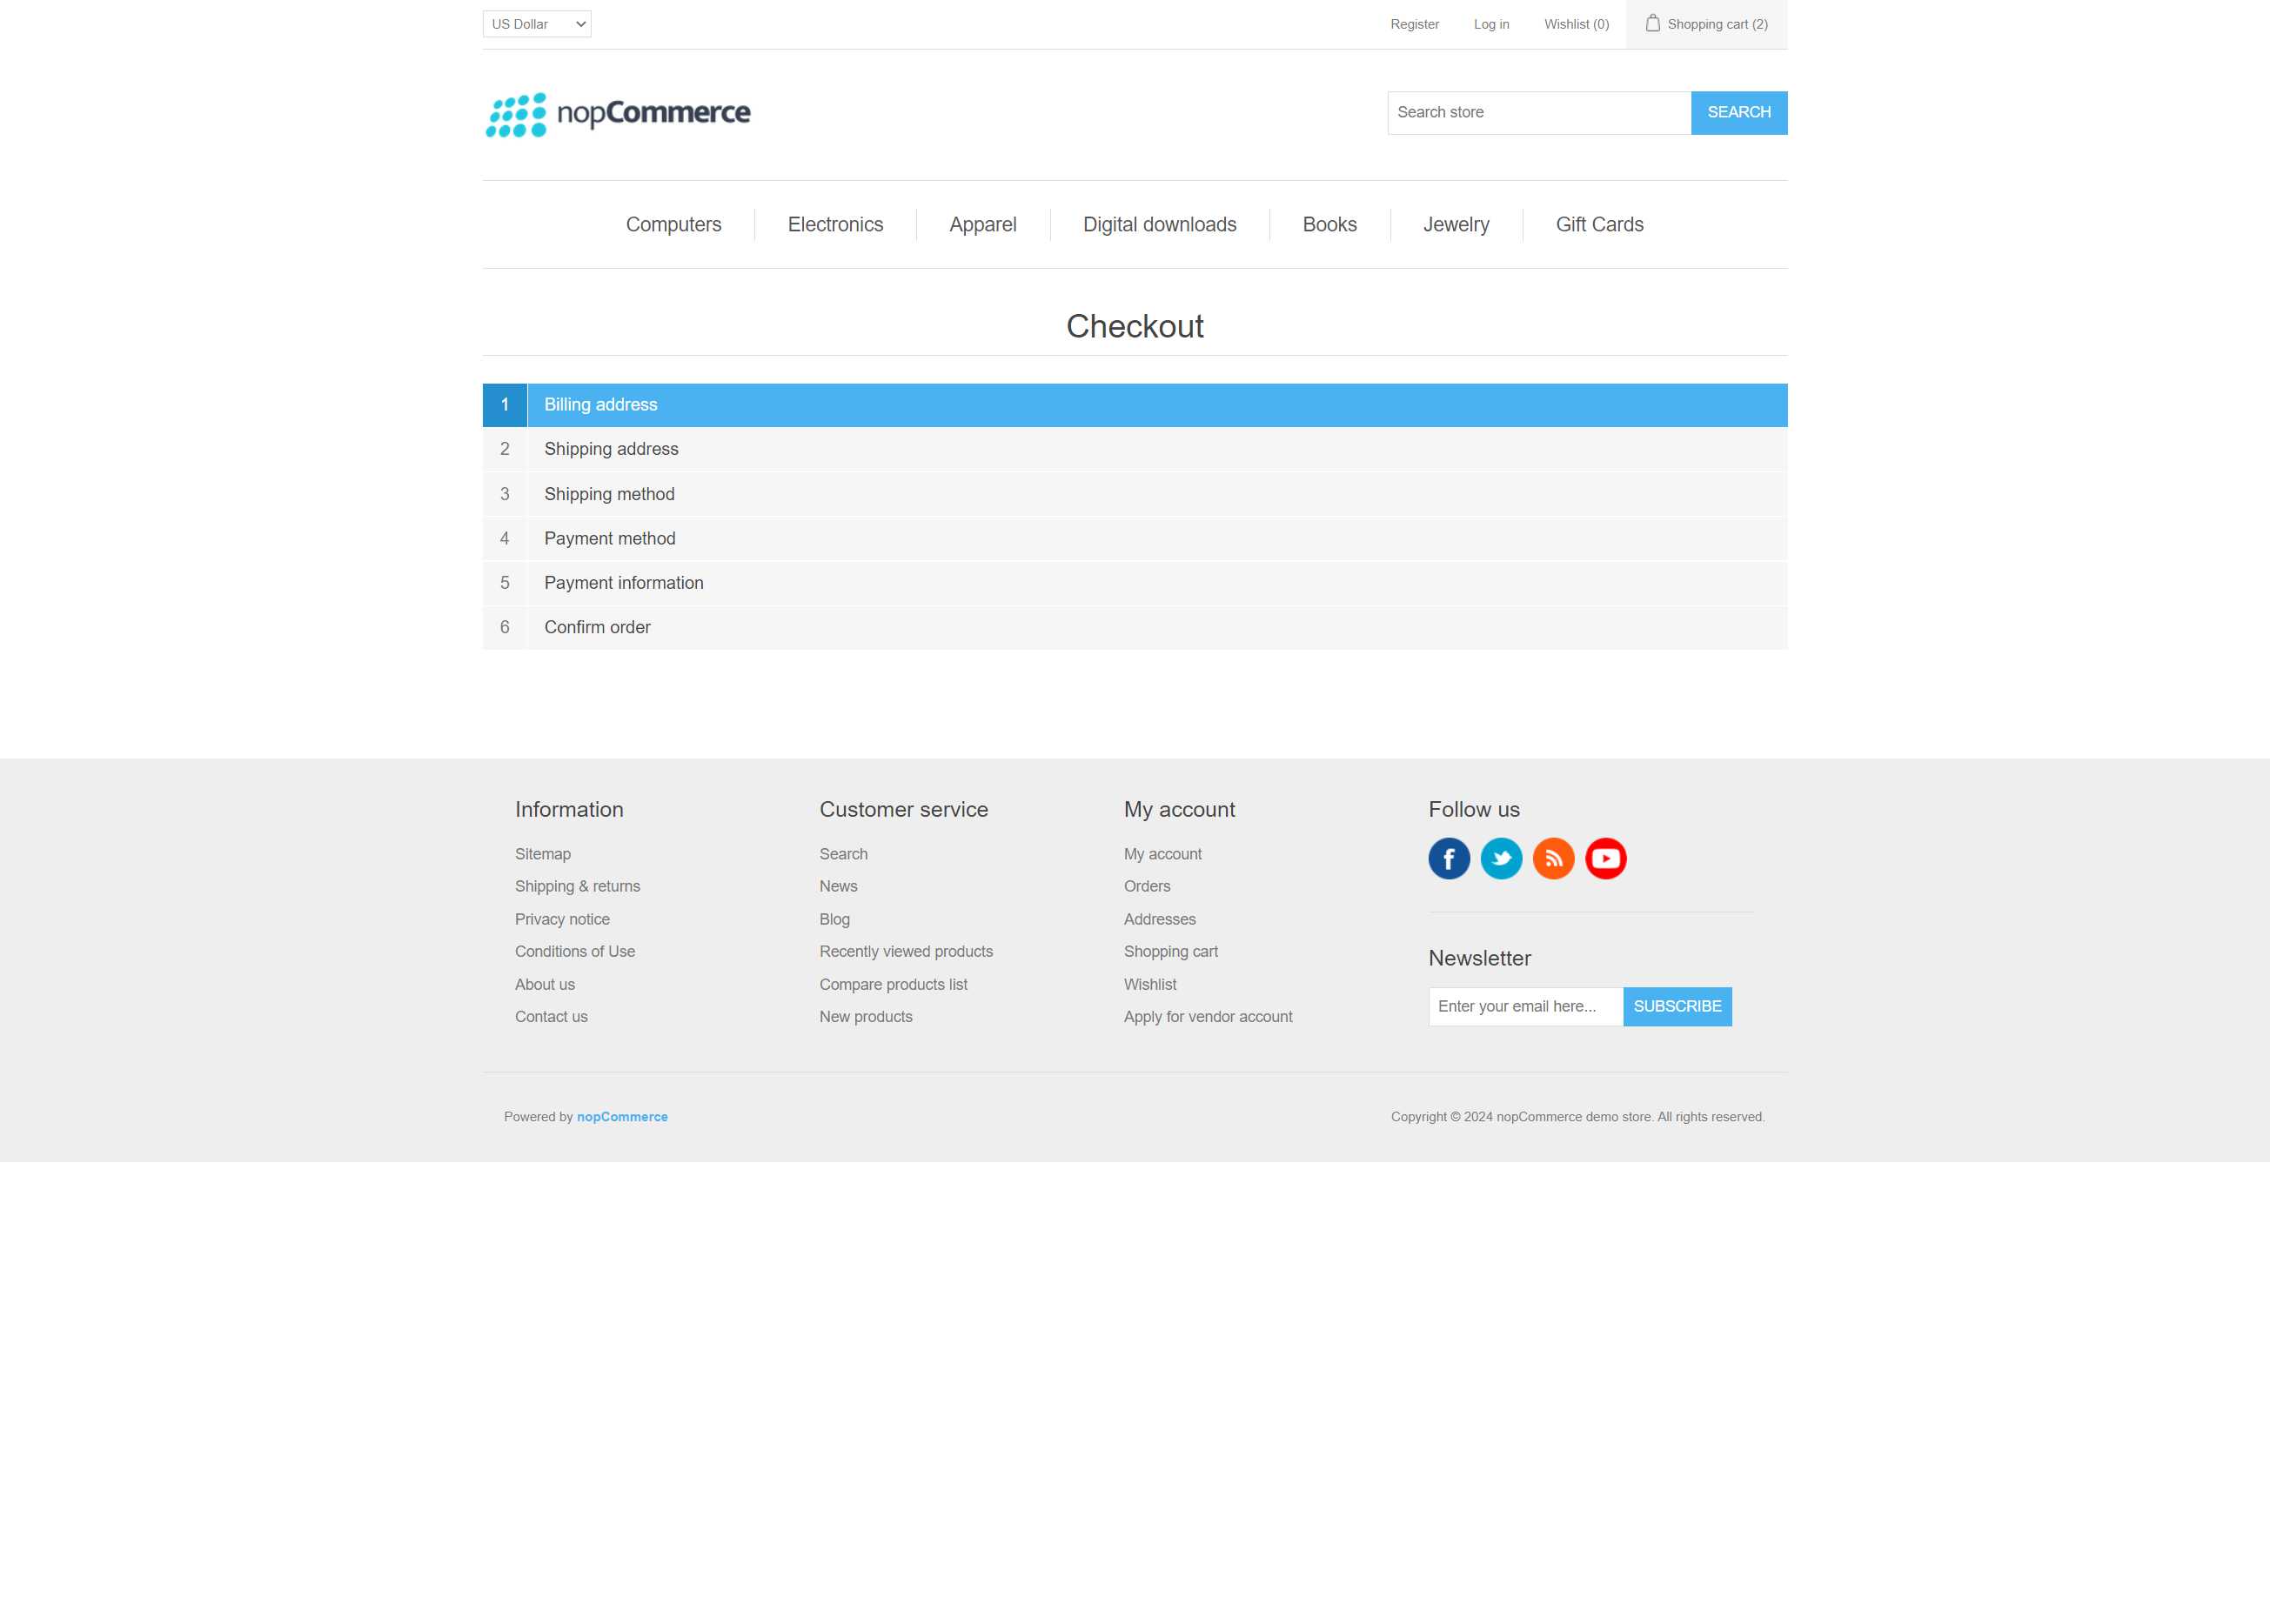 US Dollar
Register
Log in
Wishlist (0)
Shopping cart (2)
nopCommerce
Search store
SEARCH
Computers
Electronics
Apparel
Digital downloads
Books
Jewelry
Gift Cards
Checkout
1 Billing address
2 Shipping address
3 Shipping method
4 Payment method
5 Payment information
6 Confirm order
Information
Sitemap
Shipping & returns
Privacy notice
Conditions of Use
About us
Contact us
Customer service
Search
News
Blog
Recently viewed products
Compare products list
New products
My account
My account
Orders
Addresses
Shopping cart
Wishlist
Apply for vendor account
Follow us
f
Newsletter
Enter your email here...
SUBSCRIBE
Powered by nopCommerce
Copyright © 2024 nopCommerce demo store. All rights reserved.